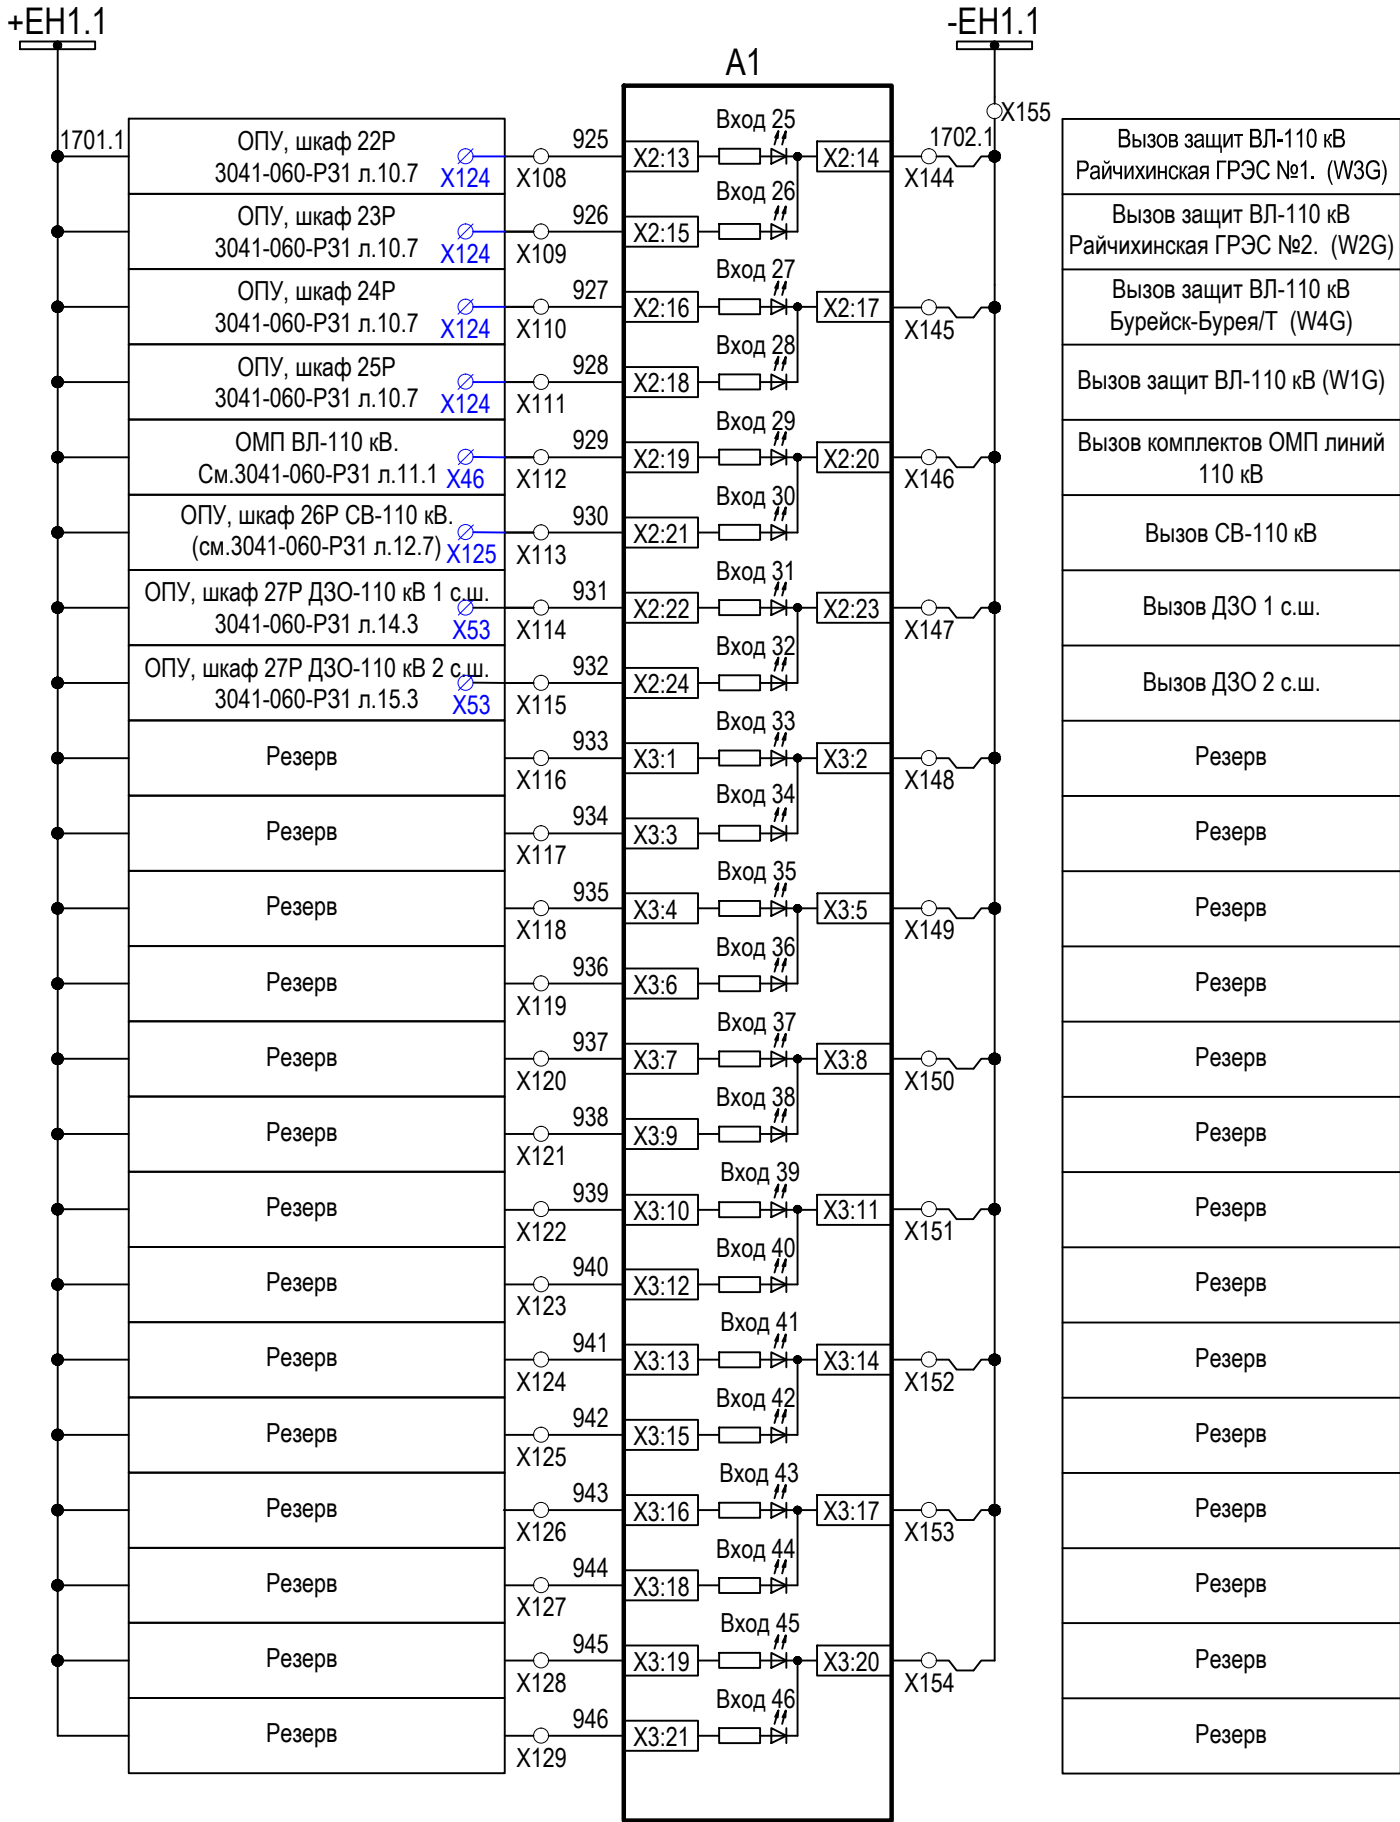 +EH1.1
-EH1.1
A1
X155
1701.1
ОПУ, шкаф 22Р
3041-060-РЗ1 л.10.7
X124
X108
925
X2:13
Вход 25
X2:14
1702.1
X144
Вызов защит ВЛ-110 кВ
Райчихинская ГРЭС №1. (W3G)
ОПУ, шкаф 23Р
3041-060-РЗ1 л.10.7
X124
X109
926
X2:15
Вход 26
Вызов защит ВЛ-110 кВ
Райчихинская ГРЭС №2. (W2G)
ОПУ, шкаф 24Р
3041-060-РЗ1 л.10.7
X124
X110
927
X2:16
Вход 27
X2:17
X145
Вызов защит ВЛ-110 кВ
Бурейск-Бурея/Т (W4G)
ОПУ, шкаф 25Р
3041-060-РЗ1 л.10.7
X124
X111
928
X2:18
Вход 28
Вызов защит ВЛ-110 кВ (W1G)
ОМП ВЛ-110 кВ.
См.3041-060-РЗ1 л.11.1
X46
X112
929
X2:19
Вход 29
X2:20
X146
Вызов комплектов ОМП линий
110 кВ
ОПУ, шкаф 26Р СВ-110 кВ.
(см.3041-060-РЗ1 л.12.7)
X125
X113
930
X2:21
Вход 30
Вызов СВ-110 кВ
ОПУ, шкаф 27Р ДЗО-110 кВ 1 с.ш.
3041-060-РЗ1 л.14.3
X53
X114
931
X2:22
Вход 31
X2:23
X147
Вызов ДЗО 1 с.ш.
ОПУ, шкаф 27Р ДЗО-110 кВ 2 с.ш.
3041-060-РЗ1 л.15.3
X53
X115
932
X2:24
Вход 32
Вызов ДЗО 2 с.ш.
Резерв
X116
933
X3:1
Вход 33
X3:2
X148
Резерв
Резерв
X117
934
X3:3
Вход 34
Резерв
Резерв
X118
935
X3:4
Вход 35
X3:5
X149
Резерв
Резерв
X119
936
X3:6
Вход 36
Резерв
Резерв
X120
937
X3:7
Вход 37
X3:8
X150
Резерв
Резерв
X121
938
X3:9
Вход 38
Резерв
Резерв
X122
939
X3:10
Вход 39
X3:11
X151
Резерв
Резерв
X123
940
X3:12
Вход 40
Резерв
Резерв
X124
941
X3:13
Вход 41
X3:14
X152
Резерв
Резерв
X125
942
X3:15
Вход 42
Резерв
Резерв
X126
943
X3:16
Вход 43
X3:17
X153
Резерв
Резерв
X127
944
X3:18
Вход 44
Резерв
Резерв
X128
945
X3:19
Вход 45
X3:20
X154
Резерв
Резерв
X129
946
X3:21
Вход 46
Резерв